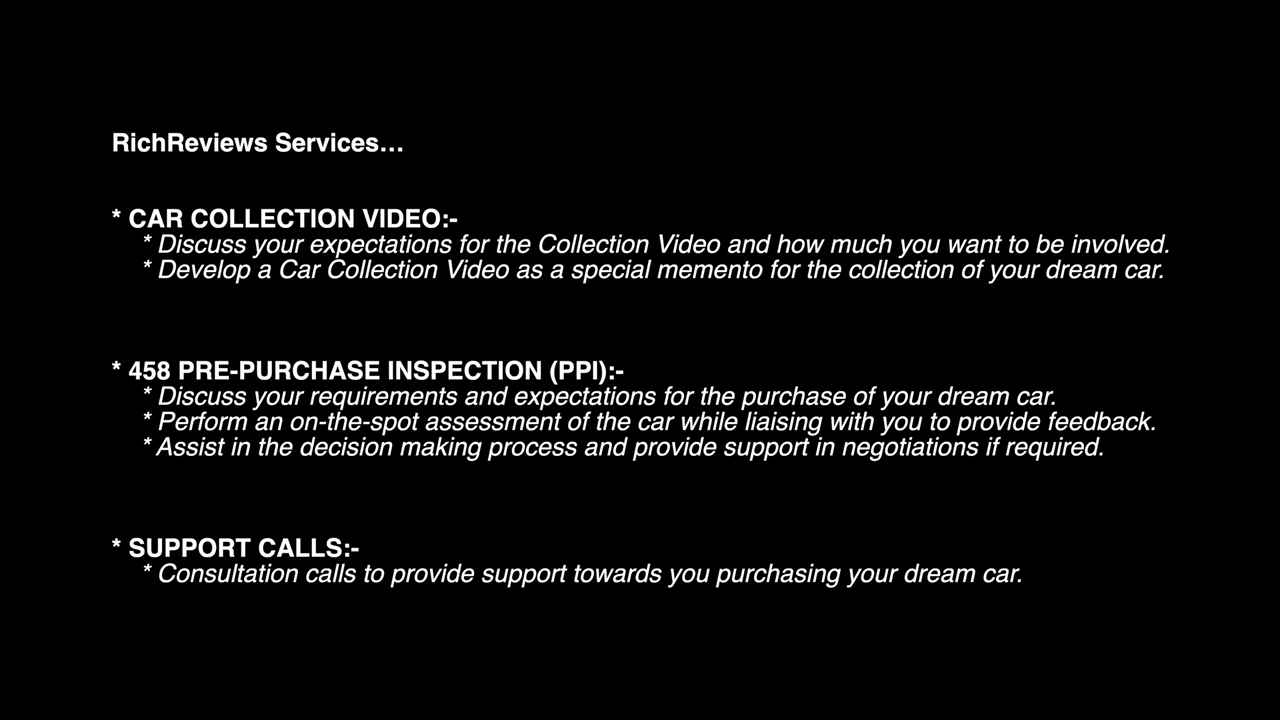 RichReviews Services…
* CAR COLLECTION VIDEO:-
* Discuss your expectations for the Collection Video and how much you want to be involved.
* Develop a Car Collection Video as a special memento for the collection of your dream car.
* 458 PRE-PURCHASE INSPECTION (PPI):-
* Discuss your requirements and expectations for the purchase of your dream car.
* Perform an on-the-spot assessment of the car while liaising with you to provide feedback.
* Assist in the decision making process and provide support in negotiations if required.
* SUPPORT CALLS:-
* Consultation calls to provide support towards you purchasing your dream car.